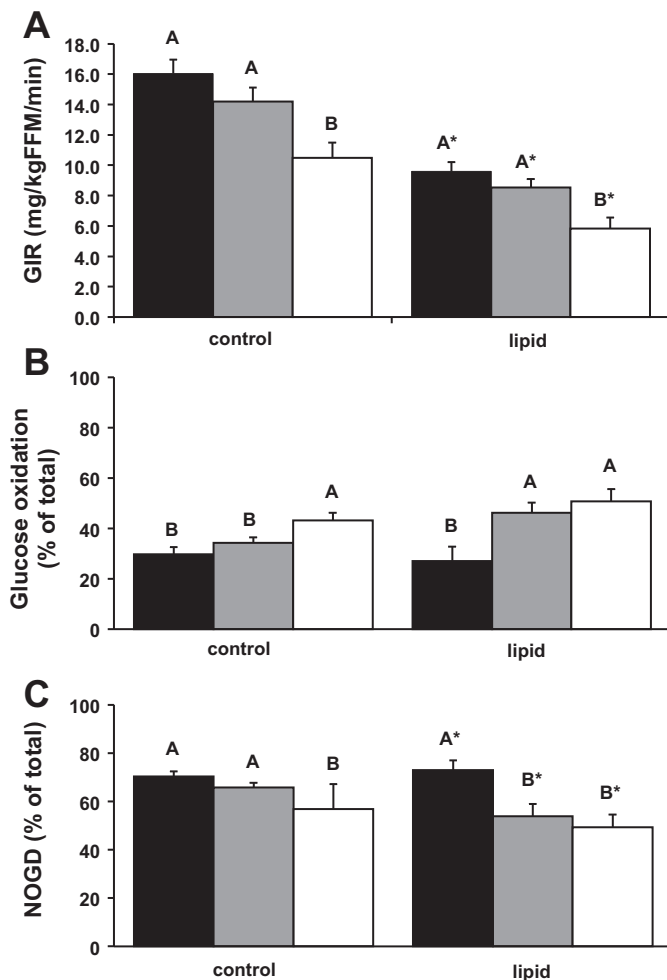 A
GIR (mg/kgFFM/min)
18.0
16.0
14.0
12.0
10.0
8.0
6.0
4.0
2.0
0.0
A
A
B
A*
A*
B*
control
lipid
B
Glucose oxidation
(% of total)
100
80
60
40
20
0
B
B
A
B
A
A
control
lipid
C
NOGD (% of total)
100
80
60
40
20
0
A
A
B
A*
B*
B*
control
lipid